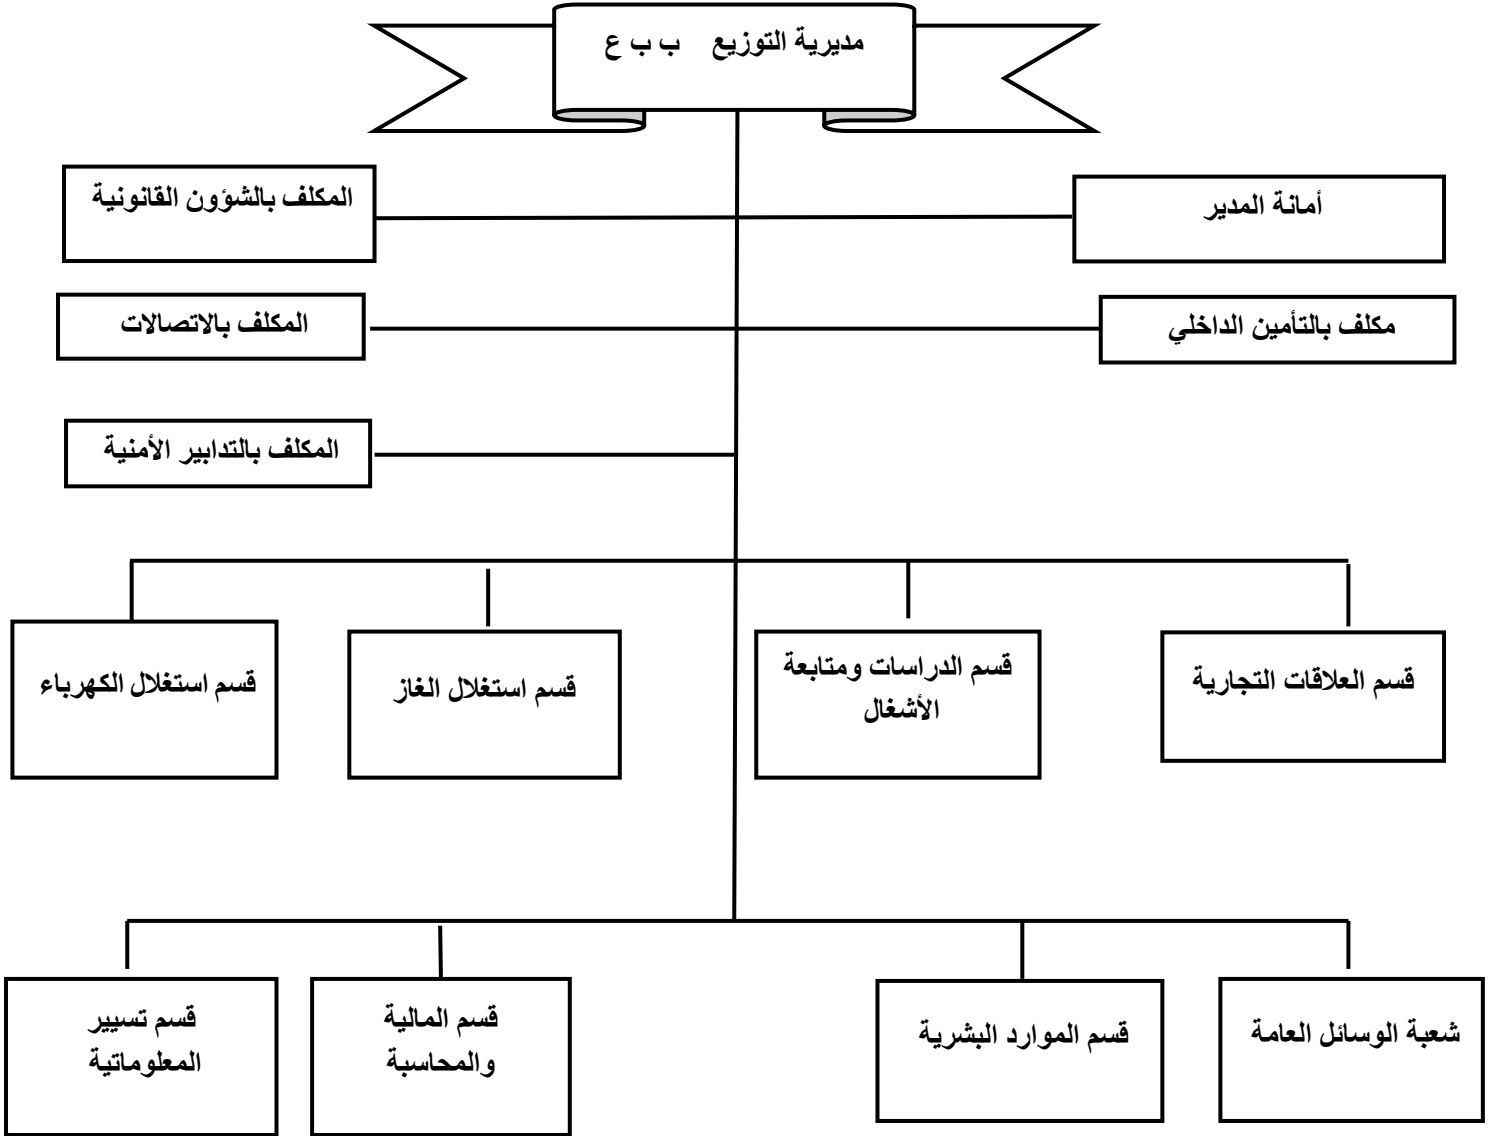 مديرية التوزيع ب ب ع
أمانة المدير
المكلف بالشؤون القانونية
مكلف بالتأمين الداخلي
المكلف بالاتصالات
المكلف بالتدابير الأمنية
قسم العلاقات التجارية
قسم الدراسات ومتابعة
الأشغال
قسم استغلال الغاز
قسم استغلال الكهرباء
شعبة الوسائل العامة
قسم الموارد البشرية
قسم المالية
والمحاسبة
قسم تسيير
المعلوماتية